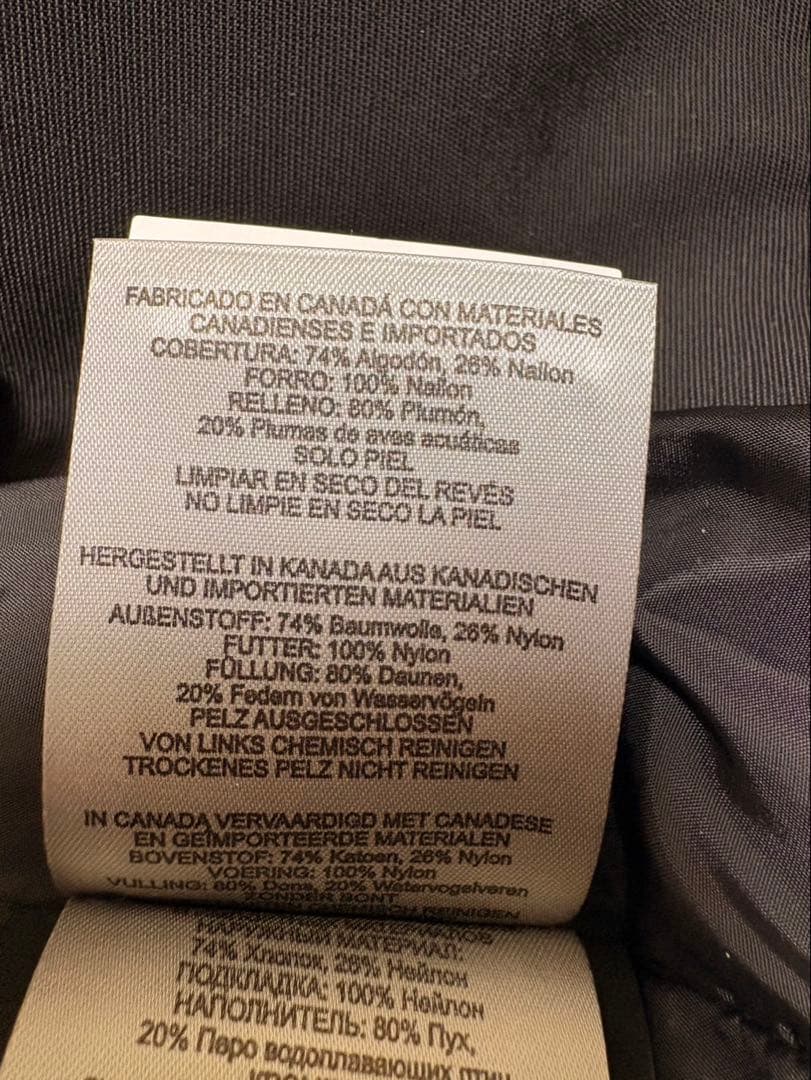 FABRICADO EN CANADÁ CON MATERIALES
CANADIENSES E IMPORTADOS
COBERTURA: 74% Algodón, 26% Nailon
FORRO: 100% Nailon
RELLENO: 80% Plumón,
20% Plumas de aves acuáticas
SOLO PIEL
LIMPIAR EN SECO DEL REVÉS
NO LIMPIE EN SECO LA PIEL
HERGESTELLT IN KANADA AUS KANADISCHEN
UND IMPORTIERTEN MATERIALIEN
AUßENSTOFF: 74% Baumwolle, 26% Nylon
FUTTER: 100% Nylon
FÜLLUNG: 80% Daunen,
20% Federn von Wasservögeln
PELZ AUSGESCHLOSSEN
VON LINKS CHEMISCH REINIGEN
TROCKENES PELZ NICHT REINIGEN
IN CANADA VERVAARDIGD MET CANADESE
EN GEÏMPORTEERDE MATERIALEN
BOVENSTOF: 74% Katoen, 26% Nylon
VOERING: 100% Nylon
VULLING: 80% Dons, 20% Watervogelveren
ZONDER BONT
REINIGEN
МАТЕРИАЛ:
74% Хлопок, 26% Нейлон
ПОДКЛАДКА: 100% Нейлон
НАПОЛНИТЕЛЬ: 80% Пух,
20% Перо водоплавающих птиц